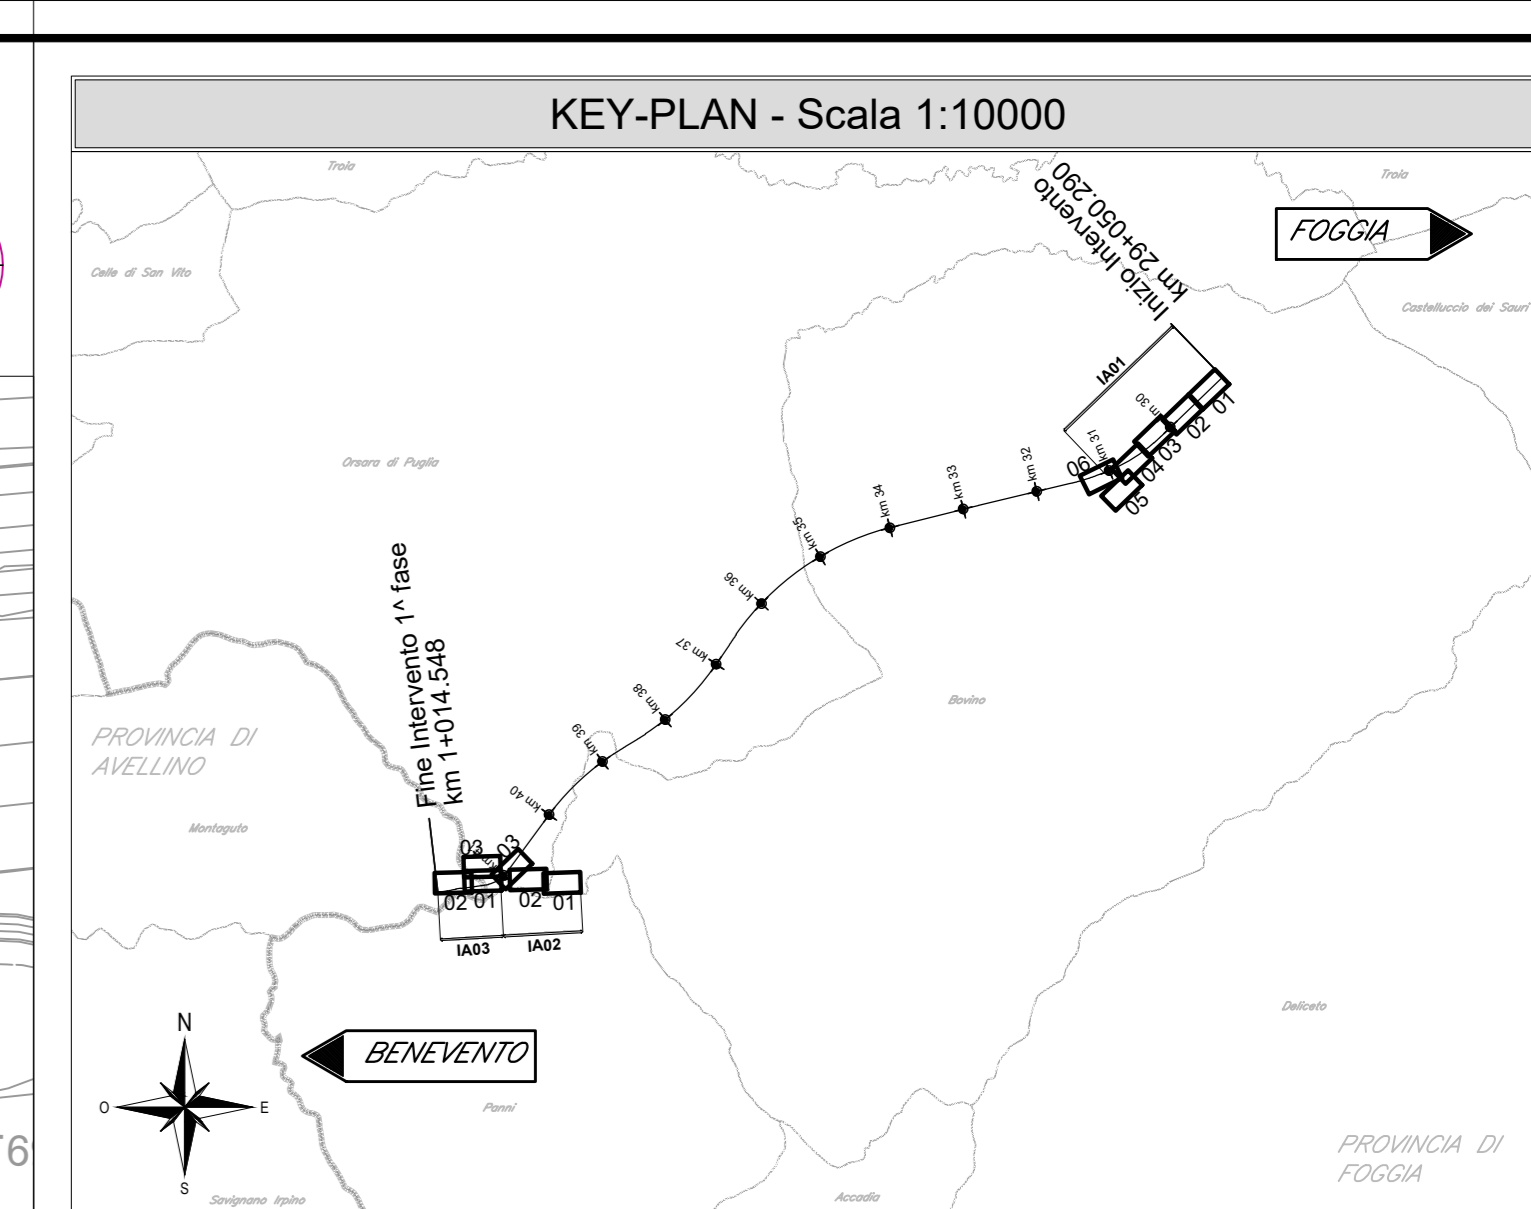 KEY-PLAN - Scala 1:10000
Troia
Troia
Inizio Intervento
km 29+050.290
FOGGIA
Celle di San Vito
Castelluccio dei Sauri
IA01
km 30
01
02
03
km 31
04
06
05
km 32
km 33
km 34
km 35
Orsara di Puglia
Fine Intervento 1^ fase
km 1+014.548
km 36
km 37
km 38
Bovino
km 39
PROVINCIA DI
AVELLINO
km 40
Montaguto
03
03
02
01
02
01
IA03
IA02
Deliceto
N
O
E
S
BENEVENTO
Panni
PROVINCIA DI
FOGGIA
Savignano Irpino
Accadia